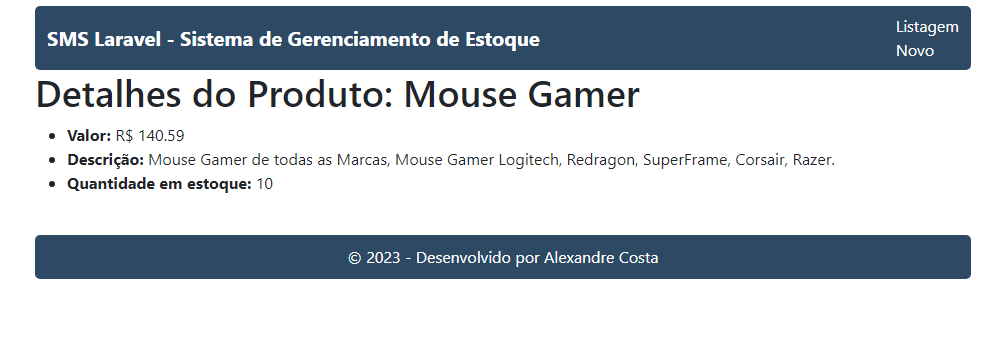 SMS Laravel - Sistema de Gerenciamento de Estoque
Listagem
Novo
Detalhes do Produto: Mouse Gamer
Valor: R$ 140.59
Descrição: Mouse Gamer de todas as Marcas, Mouse Gamer Logitech, Redragon, SuperFrame, Corsair, Razer.
Quantidade em estoque: 10
© 2023 - Desenvolvido por Alexandre Costa